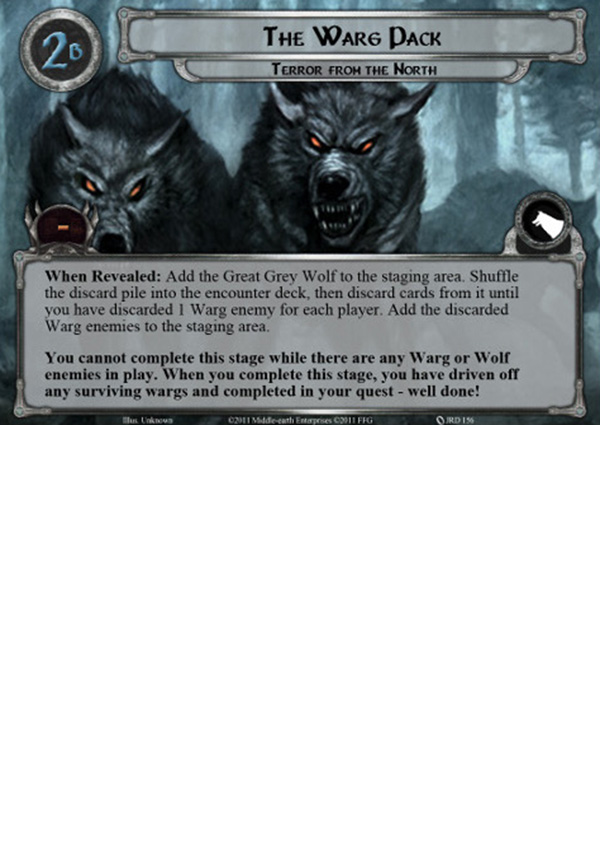 2B
The Warg Pack
Terror from the North
-
When Revealed: Add the Great Grey Wolf to the staging area. Shuffle
the discard pile into the encounter deck, then discard cards from it until
you have discarded 1 Warg enemy for each player. Add the discarded
Warg enemies to the staging area.
You cannot complete this stage while there are any Warg or Wolf
enemies in play. When you complete this stage, you have driven off
any surviving wargs and completed in your quest - well done!
Illus. Unknown ©2011 Middle-earth Enterprises ©2011 FFG JRD 156